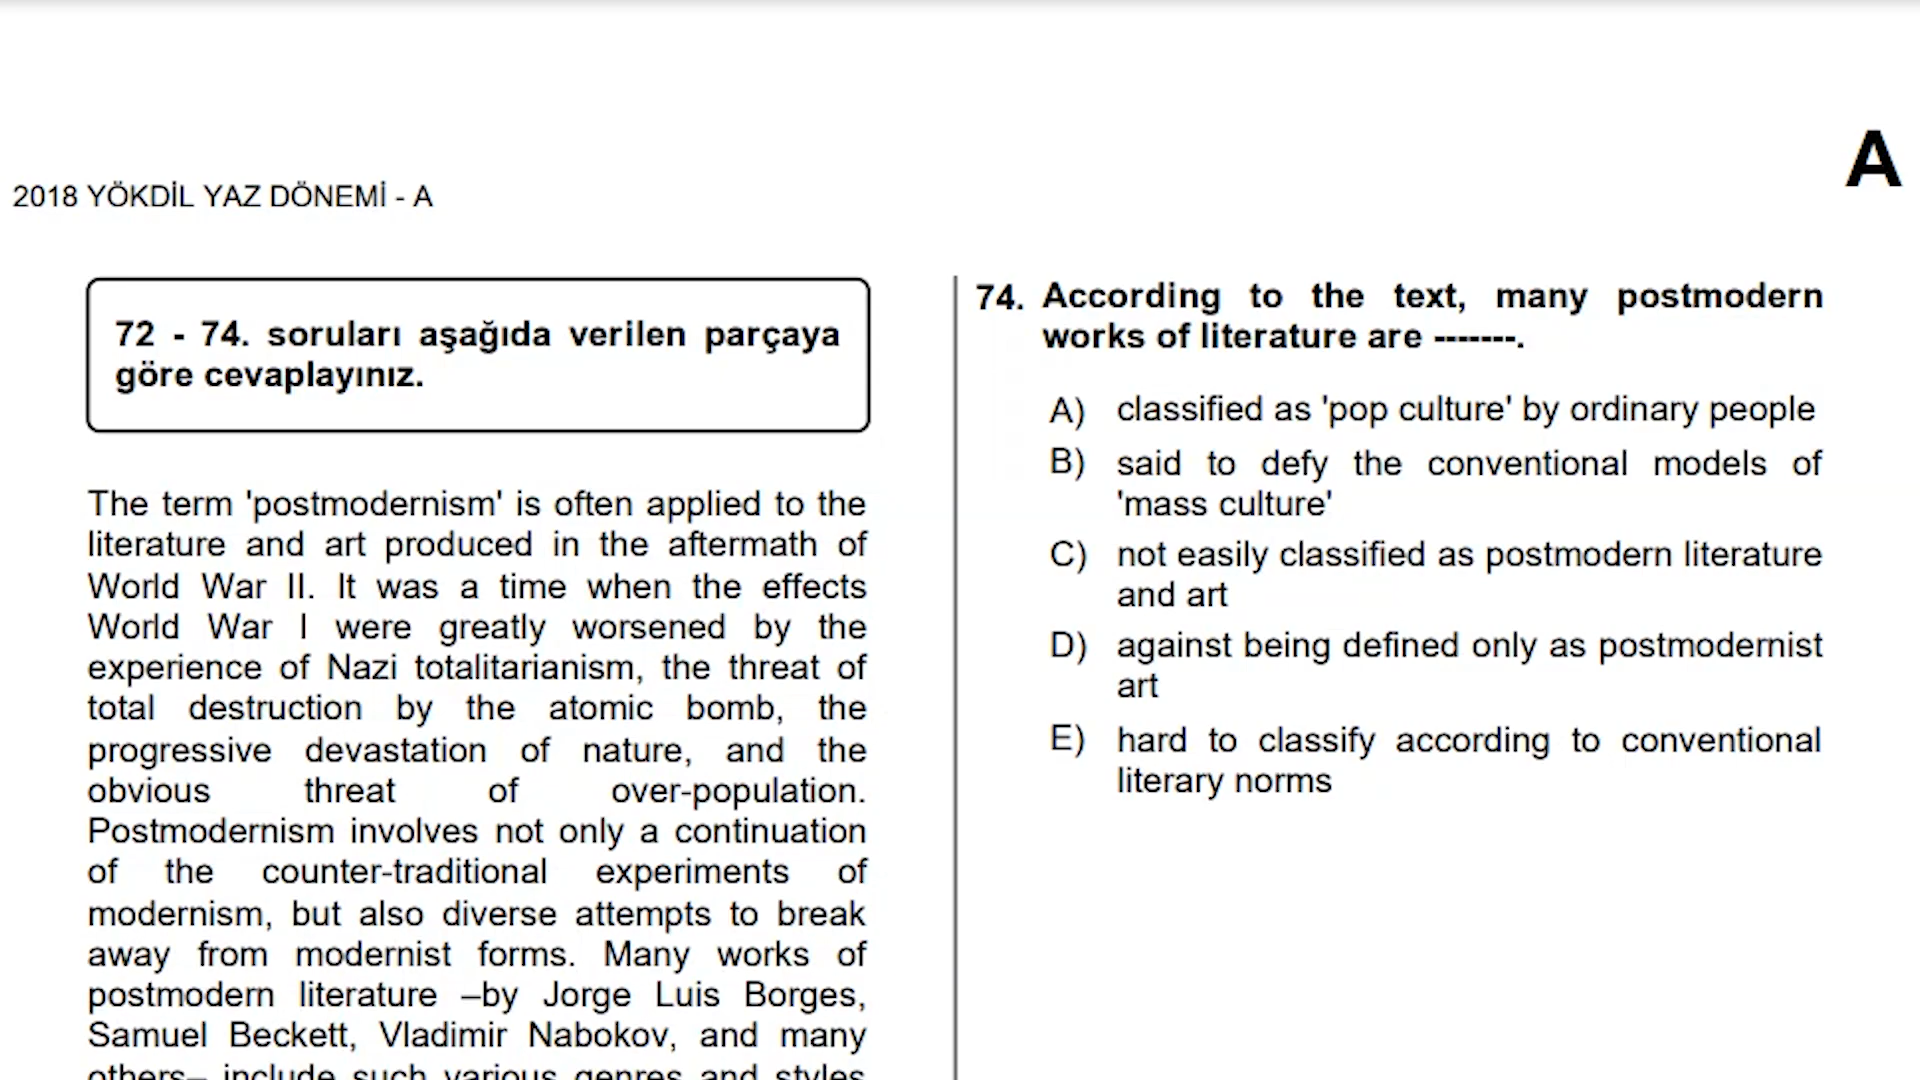 A
2018 YÖKDİL YAZ DÖNEMİ - A
72 - 74. soruları aşağıda verilen parçaya
göre cevaplayınız.
The term 'postmodernism' is often applied to the
literature and art produced in the aftermath of
World War II. It was a time when the effects
World War I were greatly worsened by the
experience of Nazi totalitarianism, the threat of
total destruction by the atomic bomb, the
progressive devastation of nature, and the
obvious threat of over-population.
Postmodernism involves not only a continuation
of the counter-traditional experiments of
modernism, but also diverse attempts to break
away from modernist forms. Many works of
postmodern literature –by Jorge Luis Borges,
Samuel Beckett, Vladimir Nabokov, and many
others– include such various genres and styles
74. According to the text, many postmodern
works of literature are -------.
A) classified as 'pop culture' by ordinary people
B) said to defy the conventional models of
'mass culture'
C) not easily classified as postmodern literature
and art
D) against being defined only as postmodernist
art
E) hard to classify according to conventional
literary norms